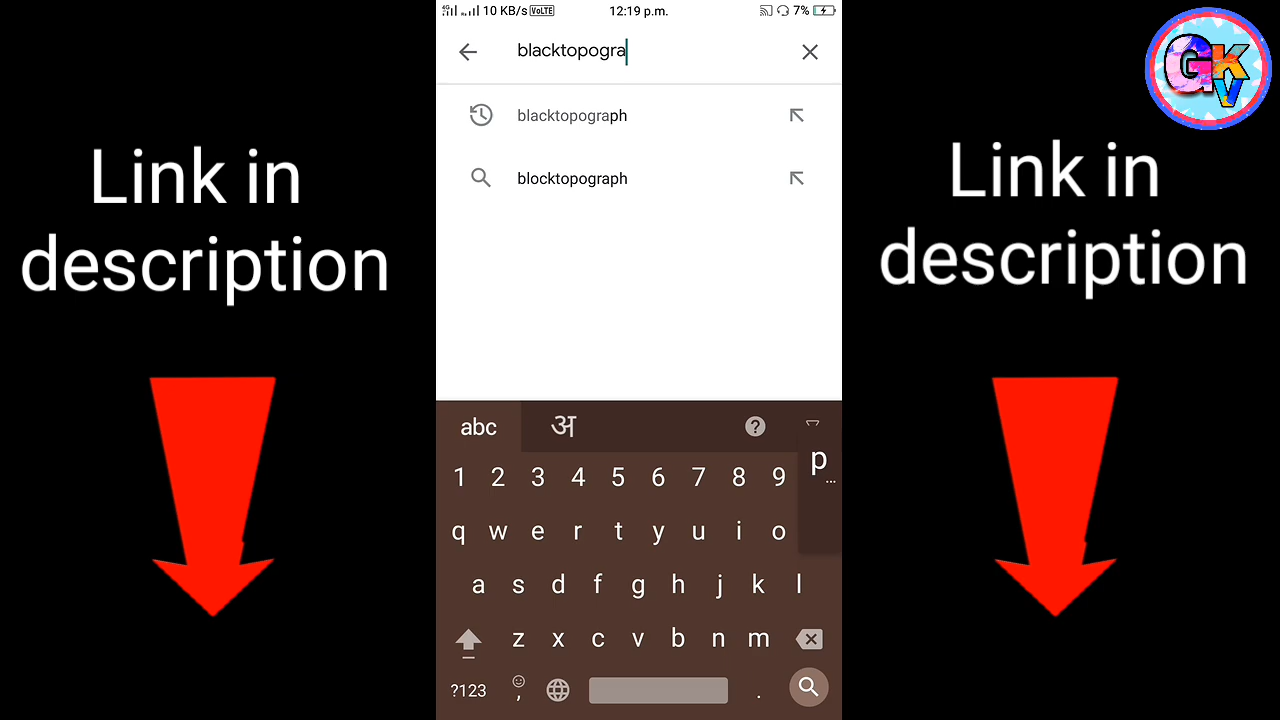 4G 10 KB/s VoLTE 12:19 p.m. 7%
blacktopogra
blacktopograph
blocktopograph
Link in
description
Link in
description
GKV
abc अ ?
p
...
1 2 3 4 5 6 7 8 9
q w e r t y u i o
a s d f g h j k l
z x c v b n m
?123 , .